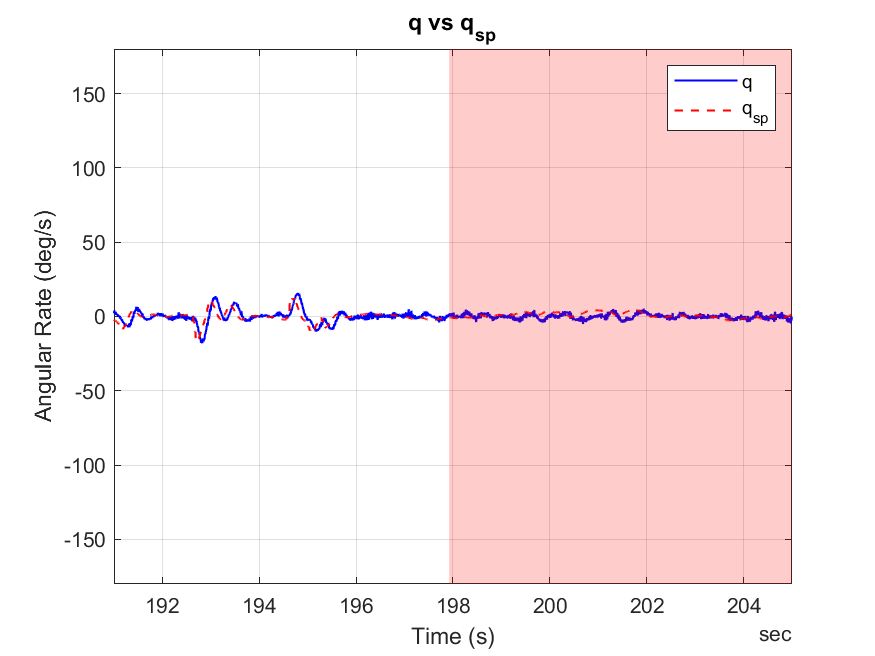 q vs q_sp
q
q_sp
150
100
50
0
-50
-100
-150
Angular Rate (deg/s)
192 194 196 198 200 202 204
Time (s)
sec